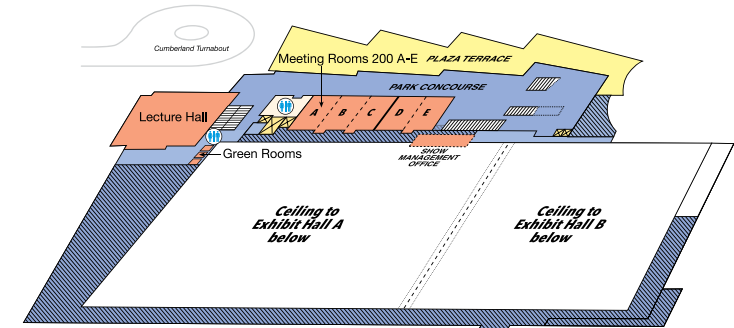 Cumberland Turnabout
PLAZA TERRACE
Meeting Rooms 200 A-E
PARK CONCOURSE
Lecture Hall
A B C D E
Green Rooms
SHOW
MANAGEMENT
OFFICE
Ceiling to
Exhibit Hall A
below
Ceiling to
Exhibit Hall B
below